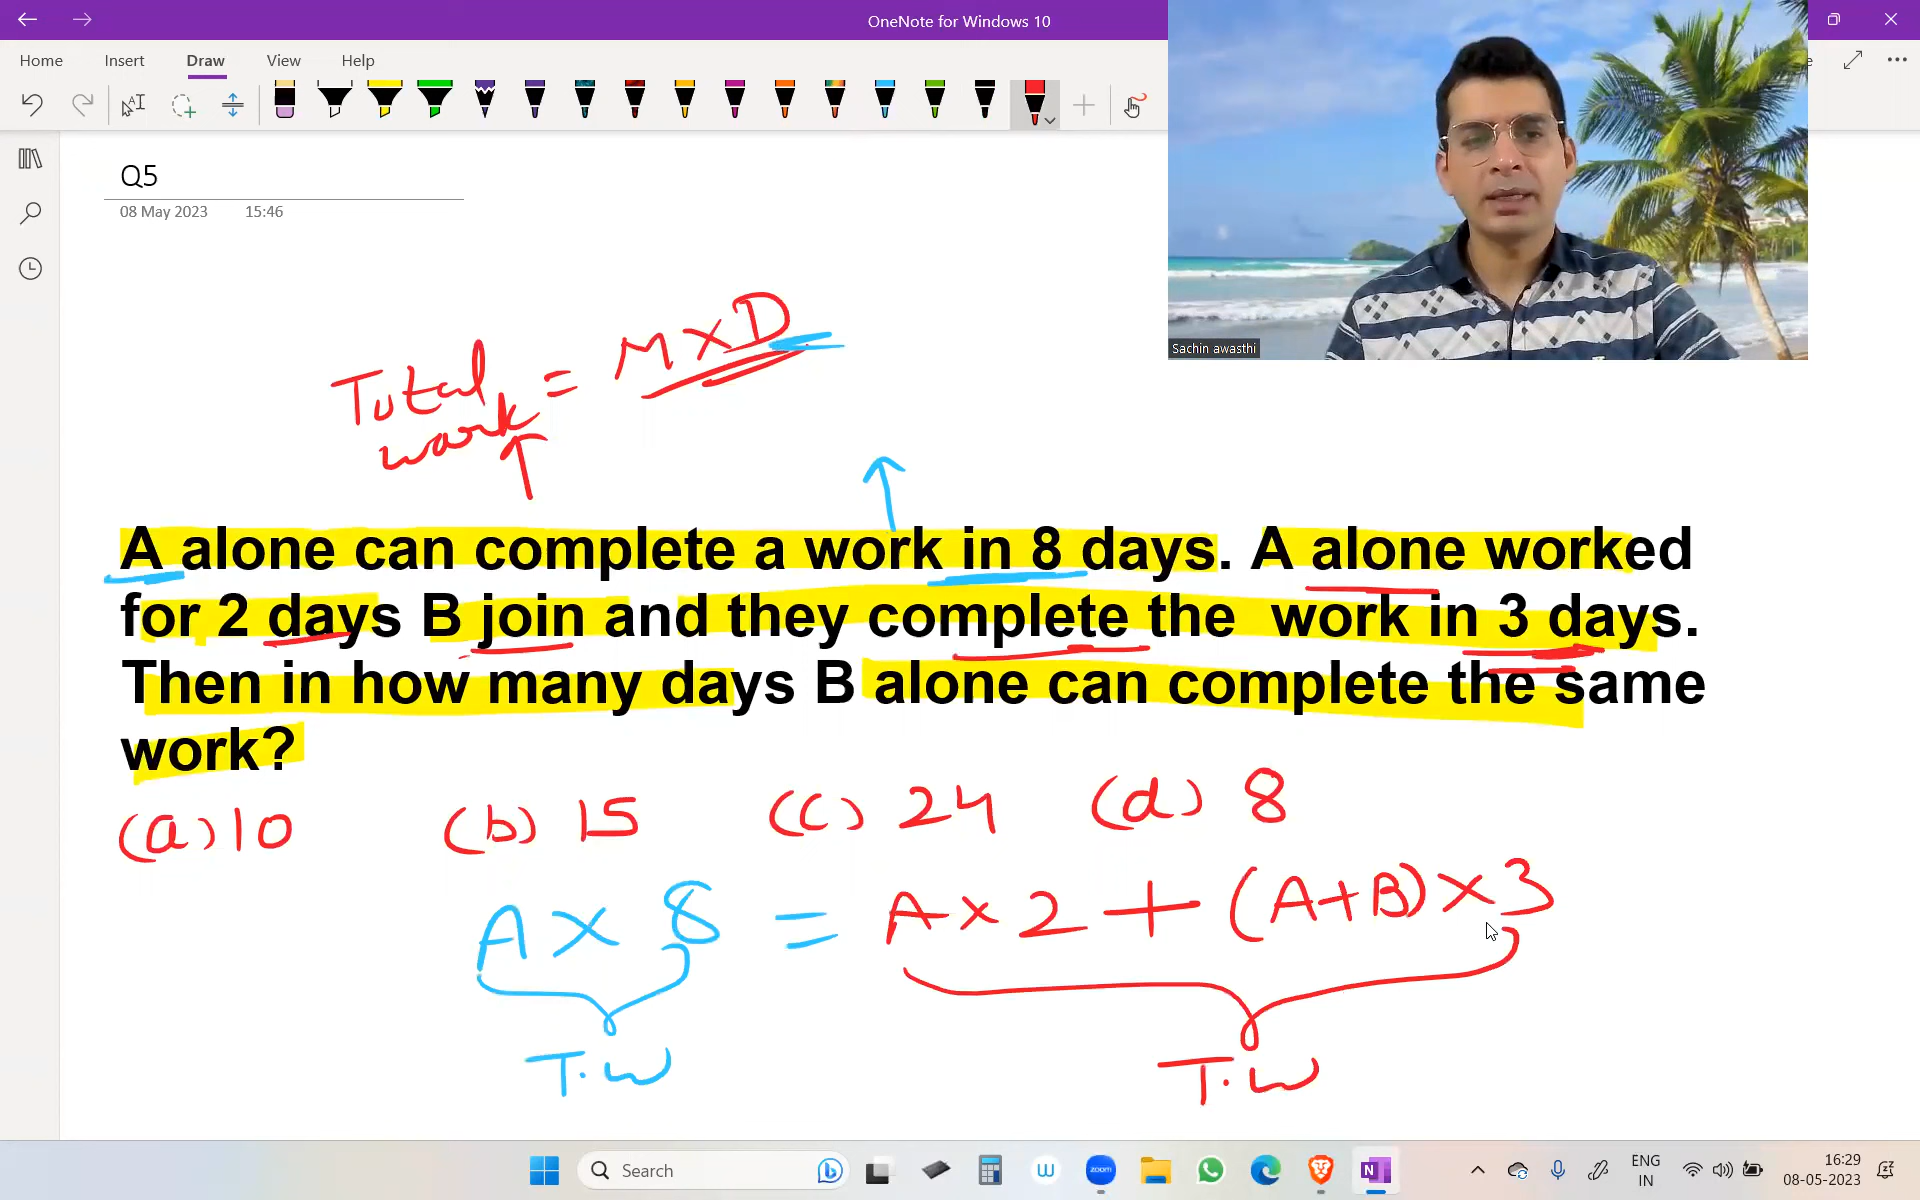 OneNote for Windows 10
Home Insert Draw View Help
Q5
08 May 2023 15:46
Sachin awasthi
Total work = M × D
A alone can complete a work in 8 days. A alone worked
for 2 days B join and they complete the work in 3 days.
Then in how many days B alone can complete the same
work?
(a) 10 (b) 15 (c) 24 (d) 8
A × 8 = A × 2 + (A+B) × 3
T.W T.W
Search
zoom
ENG
IN
16:29
08-05-2023